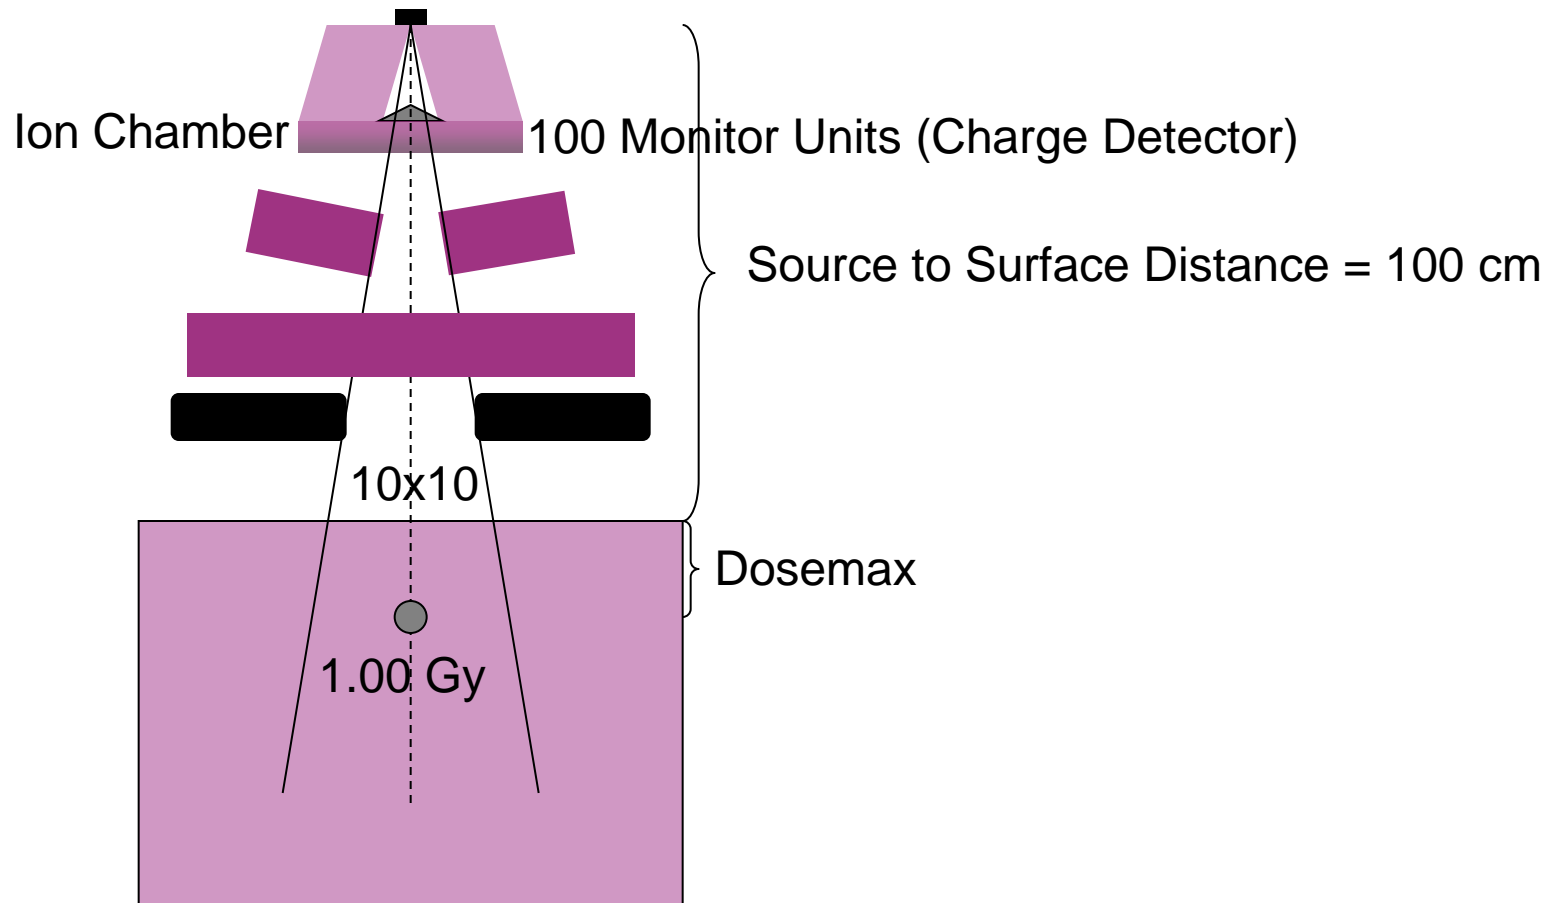 Ion Chamber
100 Monitor Units (Charge Detector)
Source to Surface Distance = 100 cm
10x10
Dosemax
1.00 Gy